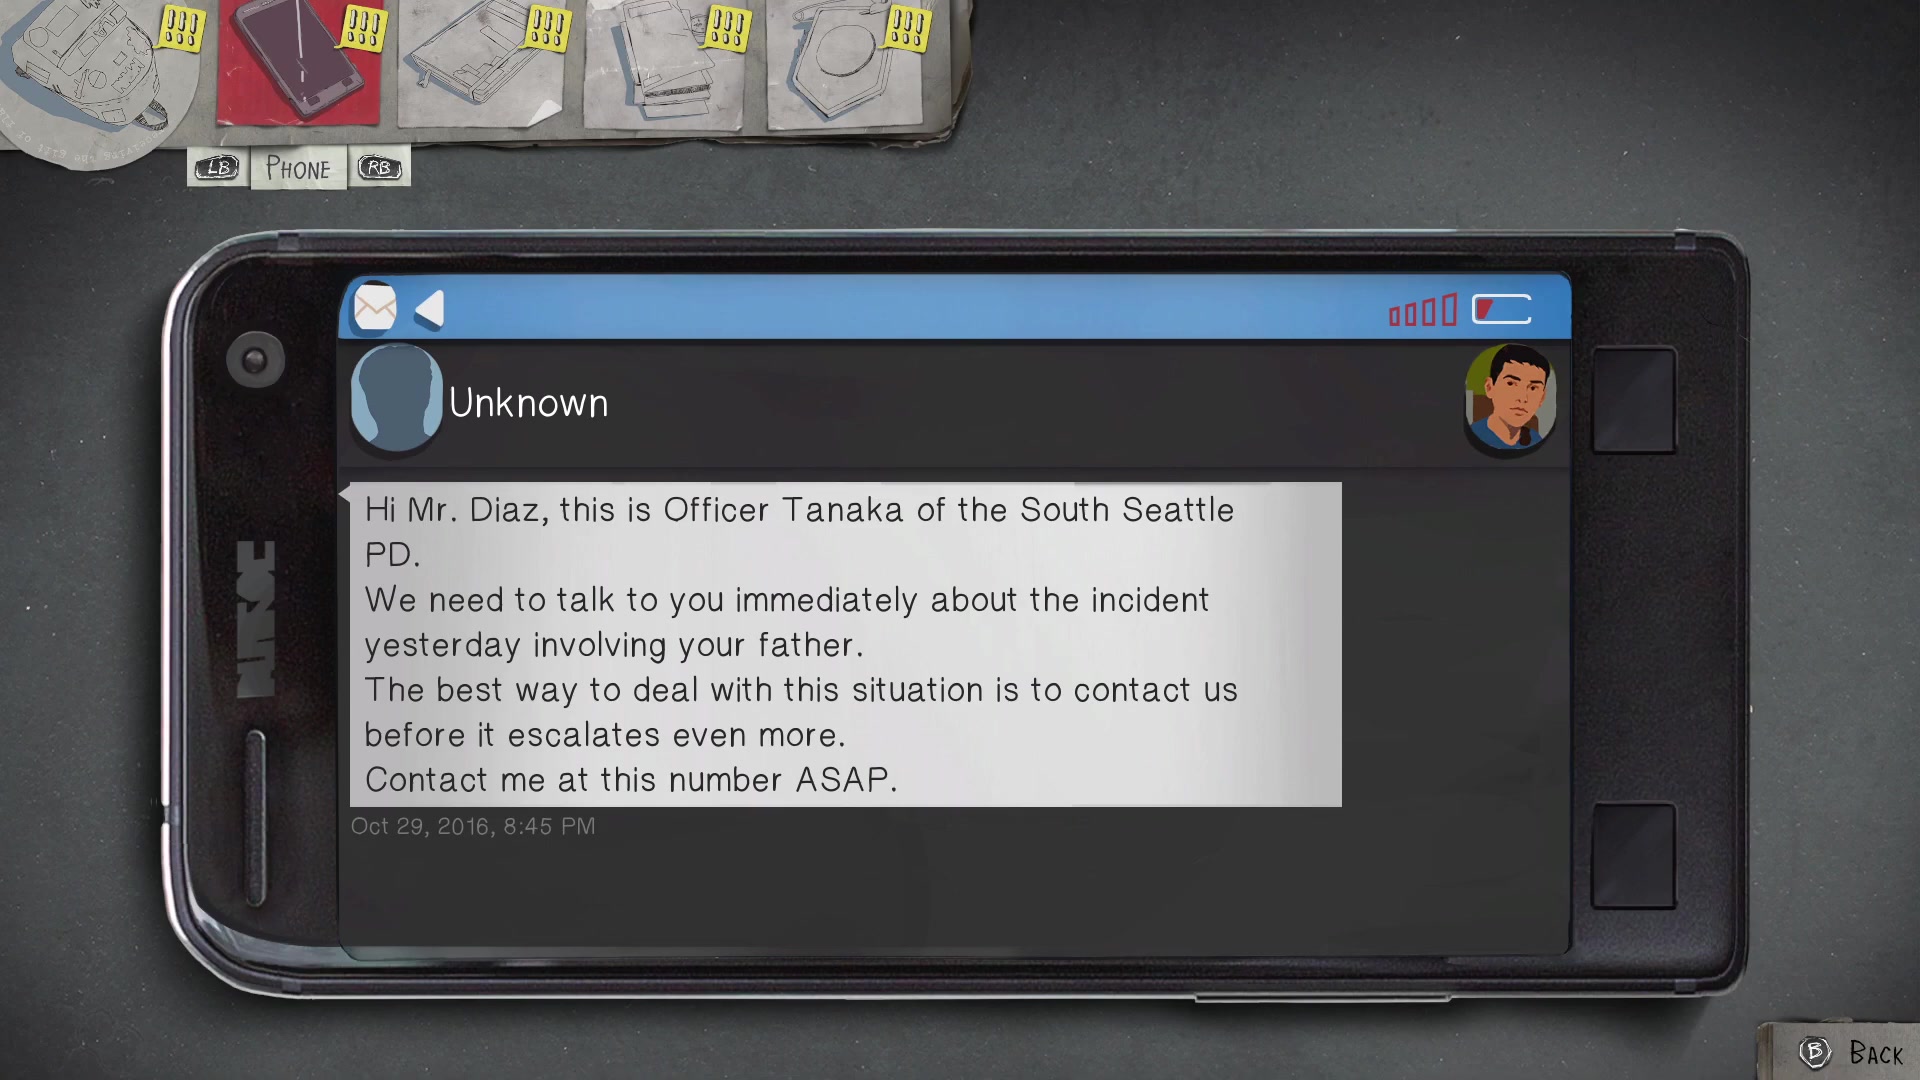 LB PHONE RB
Unknown
Hi Mr. Diaz, this is Officer Tanaka of the South Seattle
PD.
We need to talk to you immediately about the incident
yesterday involving your father.
The best way to deal with this situation is to contact us
before it escalates even more.
Contact me at this number ASAP.
Oct 29, 2016, 8:45 PM
B BACK